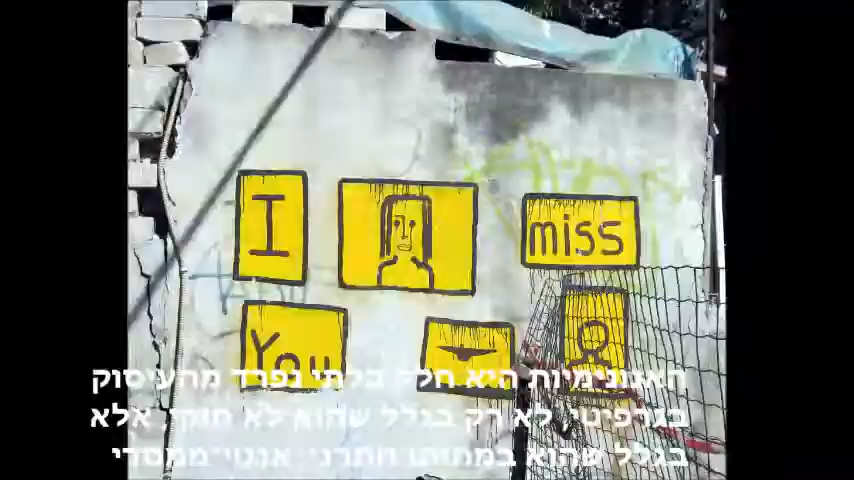 I miss
You
האנונימיות היא חלק בלתי נפרד מהעיסוק
בגרפיטי, לא רק בגלל שהוא לא חוקי, אלא
בגלל שהוא במהותו חתרני, אנטי־ממסדי